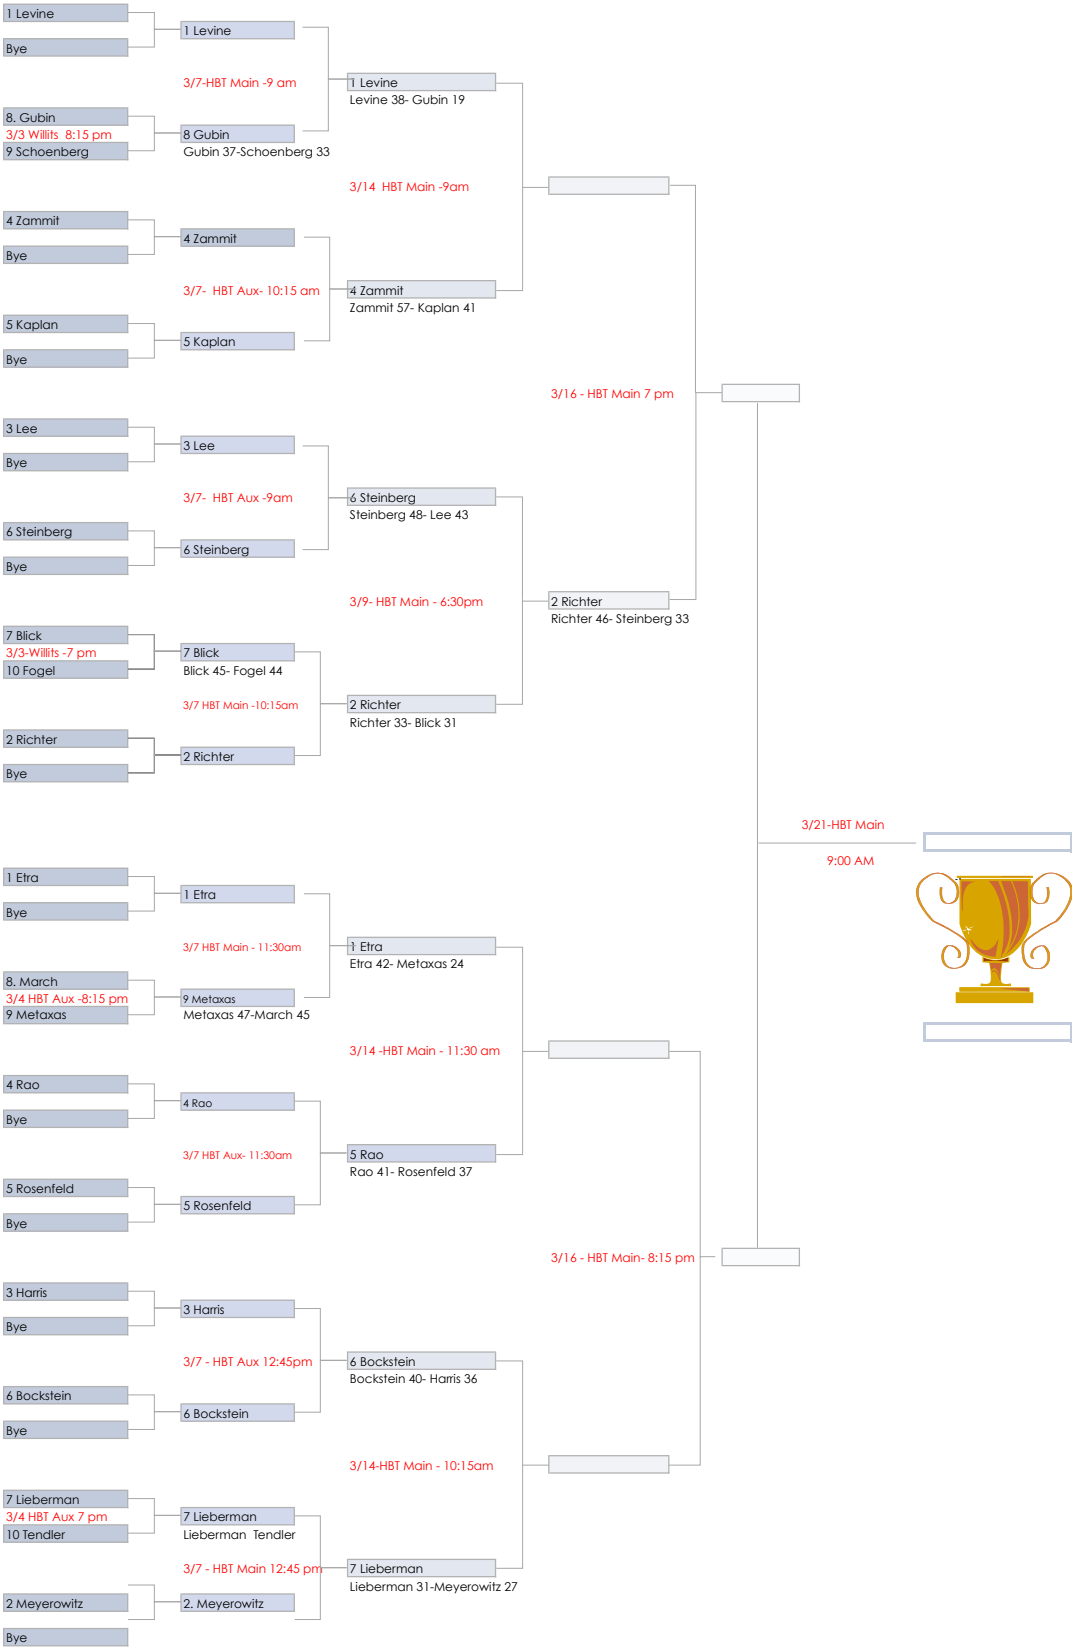 1 Levine
1 Levine
Bye
3/7-HBT Main -9 am
1 Levine
Levine 38- Gubin 19
8. Gubin
3/3 Willits  8:15 pm
8 Gubin
9 Schoenberg
Gubin 37-Schoenberg 33
3/14  HBT Main -9am
4 Zammit
4 Zammit
Bye
3/7-  HBT Aux- 10:15 am
4 Zammit
Zammit 57- Kaplan 41
5 Kaplan
5 Kaplan
Bye
3/16 - HBT Main 7 pm
3 Lee
3 Lee
Bye
3/7-  HBT Aux -9am
6 Steinberg
Steinberg 48- Lee 43
6 Steinberg
6 Steinberg
Bye
3/9- HBT Main - 6:30pm
2 Richter
Richter 46- Steinberg 33
7 Blick
3/3-Willits -7 pm
7 Blick
10 Fogel
Blick 45- Fogel 44
3/7 HBT Main -10:15am
2 Richter
Richter 33- Blick 31
2 Richter
2 Richter
Bye
3/21-HBT Main
9:00 AM
1 Etra
1 Etra
Bye
3/7 HBT Main - 11:30am
1 Etra
Etra 42- Metaxas 24
8. March
3/4 HBT Aux -8:15 pm
9 Metaxas
9 Metaxas
Metaxas 47-March 45
3/14 -HBT Main - 11:30 am
4 Rao
4 Rao
Bye
3/7 HBT Aux- 11:30am
5 Rao
Rao 41- Rosenfeld 37
5 Rosenfeld
5 Rosenfeld
Bye
3/16 - HBT Main- 8:15 pm
3 Harris
3 Harris
Bye
3/7 - HBT Aux 12:45pm
6 Bockstein
Bockstein 40- Harris 36
6 Bockstein
6 Bockstein
Bye
3/14-HBT Main - 10:15am
7 Lieberman
3/4 HBT Aux 7 pm
7 Lieberman
10 Tendler
Lieberman  Tendler
3/7 - HBT Main 12:45 pm
7 Lieberman
Lieberman 31-Meyerowitz 27
2 Meyerowitz
2. Meyerowitz
Bye